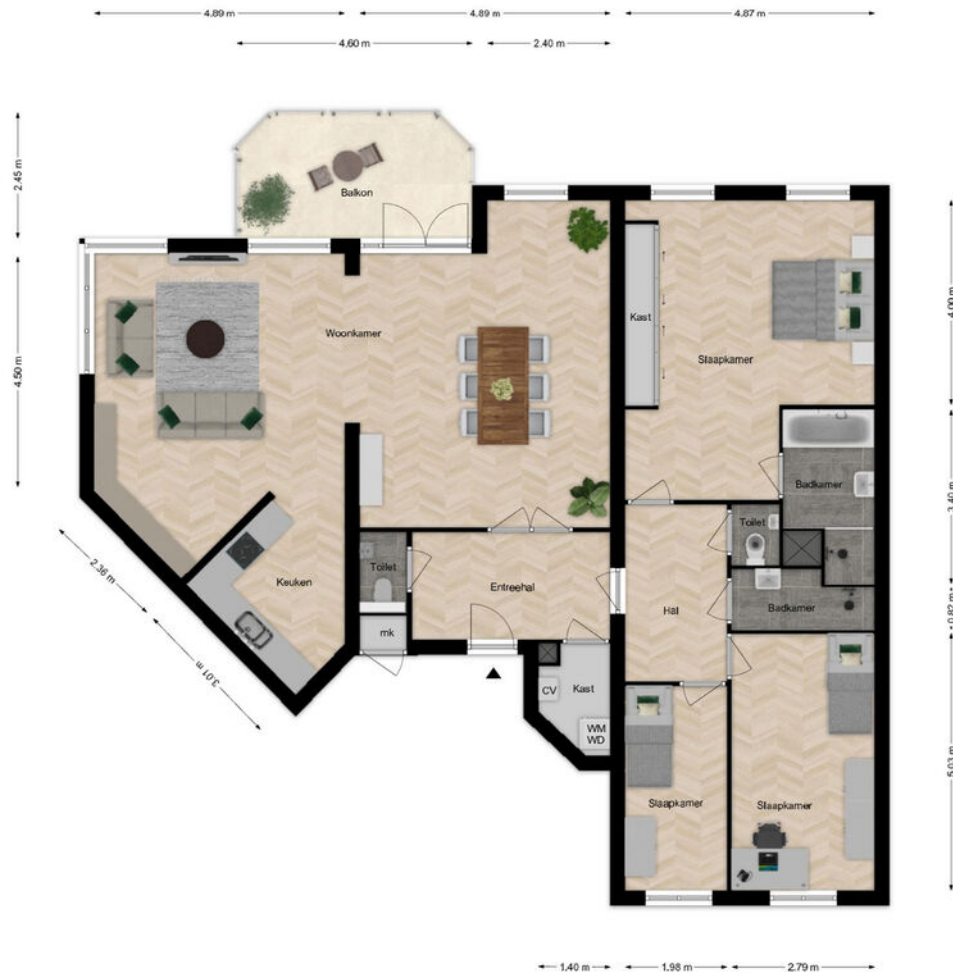 4.89 m
4.89 m
4.87 m
4.60 m
2.40 m
2.45 m
Balkon
4.00 m
4.50 m
Kast
Woonkamer
Slaapkamer
3.40 m
Badkamer
Toilet
Keuken
Toilet
Entreehal
2.36 m
Hal
Badkamer
0.82 m
mk
3.01 m
CV
Kast
WM
WD
5.03 m
Slaapkamer
Slaapkamer
1.40 m
1.98 m
2.79 m